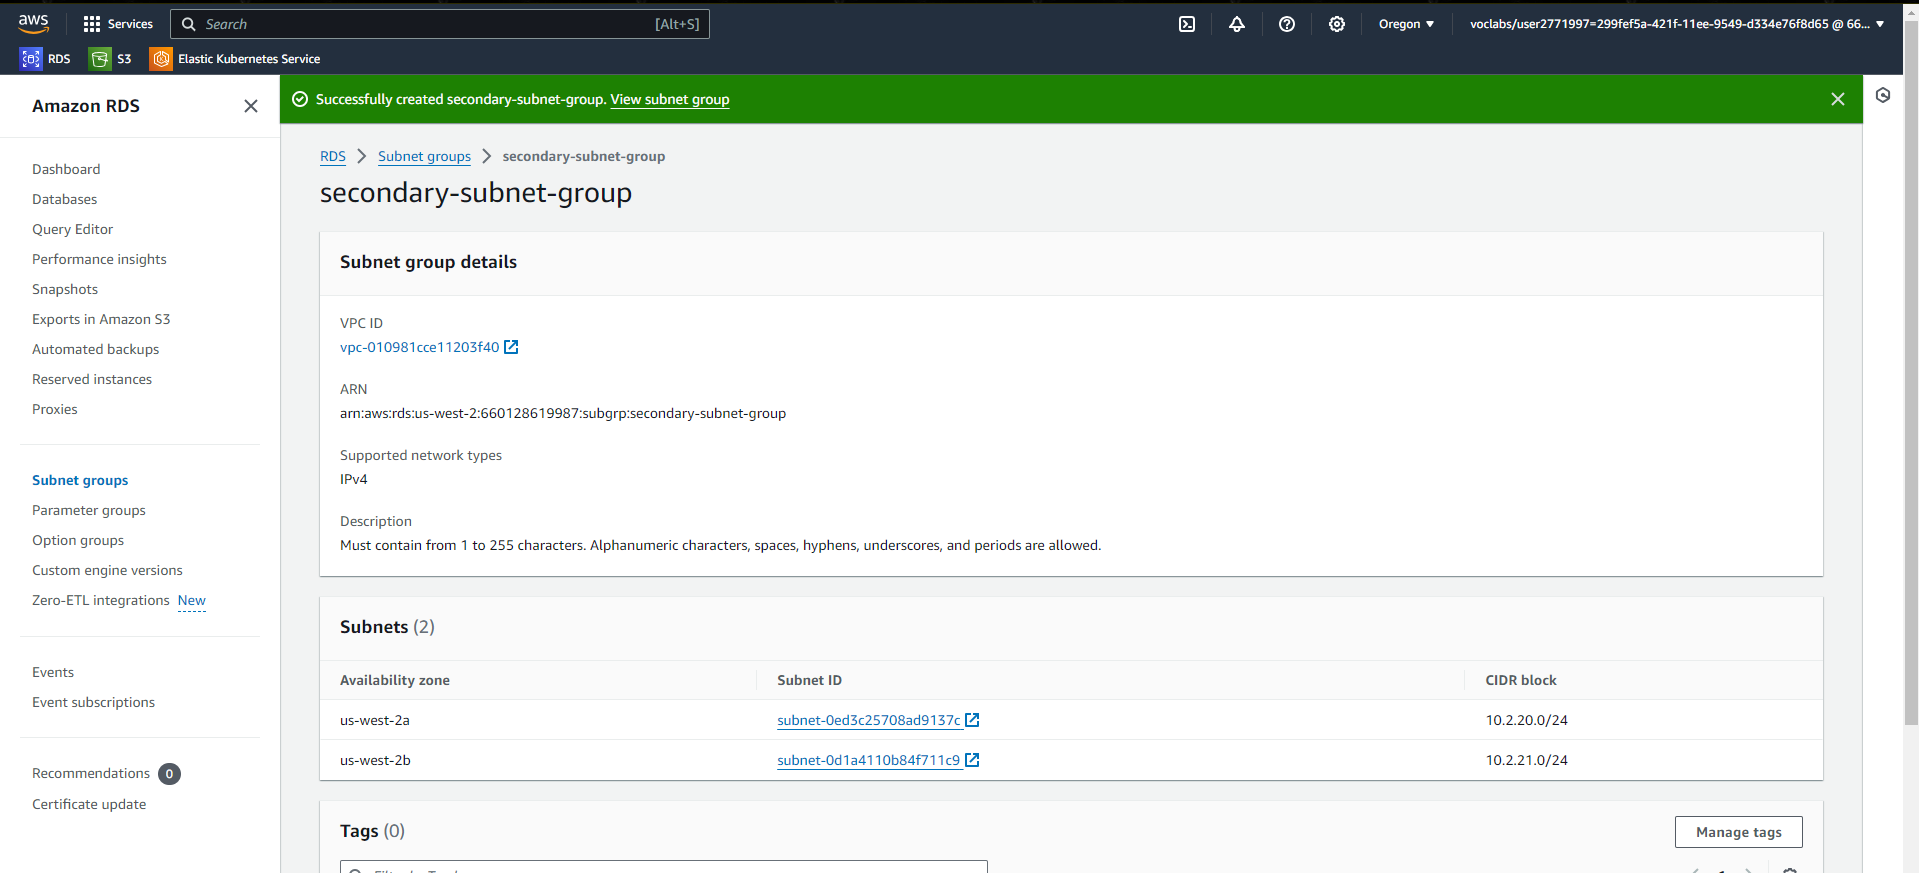 aws
Services
Search
[Alt+S]
Oregon
voclabs/user2771997=299fef5a-421f-11ee-9549-d334e76f8d65 @ 66...
RDS
S3
Elastic Kubernetes Service
Amazon RDS
Dashboard
Databases
Query Editor
Performance insights
Snapshots
Exports in Amazon S3
Automated backups
Reserved instances
Proxies
Subnet groups
Parameter groups
Option groups
Custom engine versions
Zero-ETL integrations New
Events
Event subscriptions
Recommendations 0
Certificate update
Successfully created secondary-subnet-group. View subnet group
RDS > Subnet groups > secondary-subnet-group
secondary-subnet-group
Subnet group details
VPC ID
vpc-010981cce11203f40
ARN
arn:aws:rds:us-west-2:660128619987:subgrp:secondary-subnet-group
Supported network types
IPv4
Description
Must contain from 1 to 255 characters. Alphanumeric characters, spaces, hyphens, underscores, and periods are allowed.
Subnets (2)
Availability zone Subnet ID CIDR block
us-west-2a subnet-0ed3c25708ad9137c 10.2.20.0/24
us-west-2b subnet-0d1a4110b84f711c9 10.2.21.0/24
Tags (0)
Manage tags